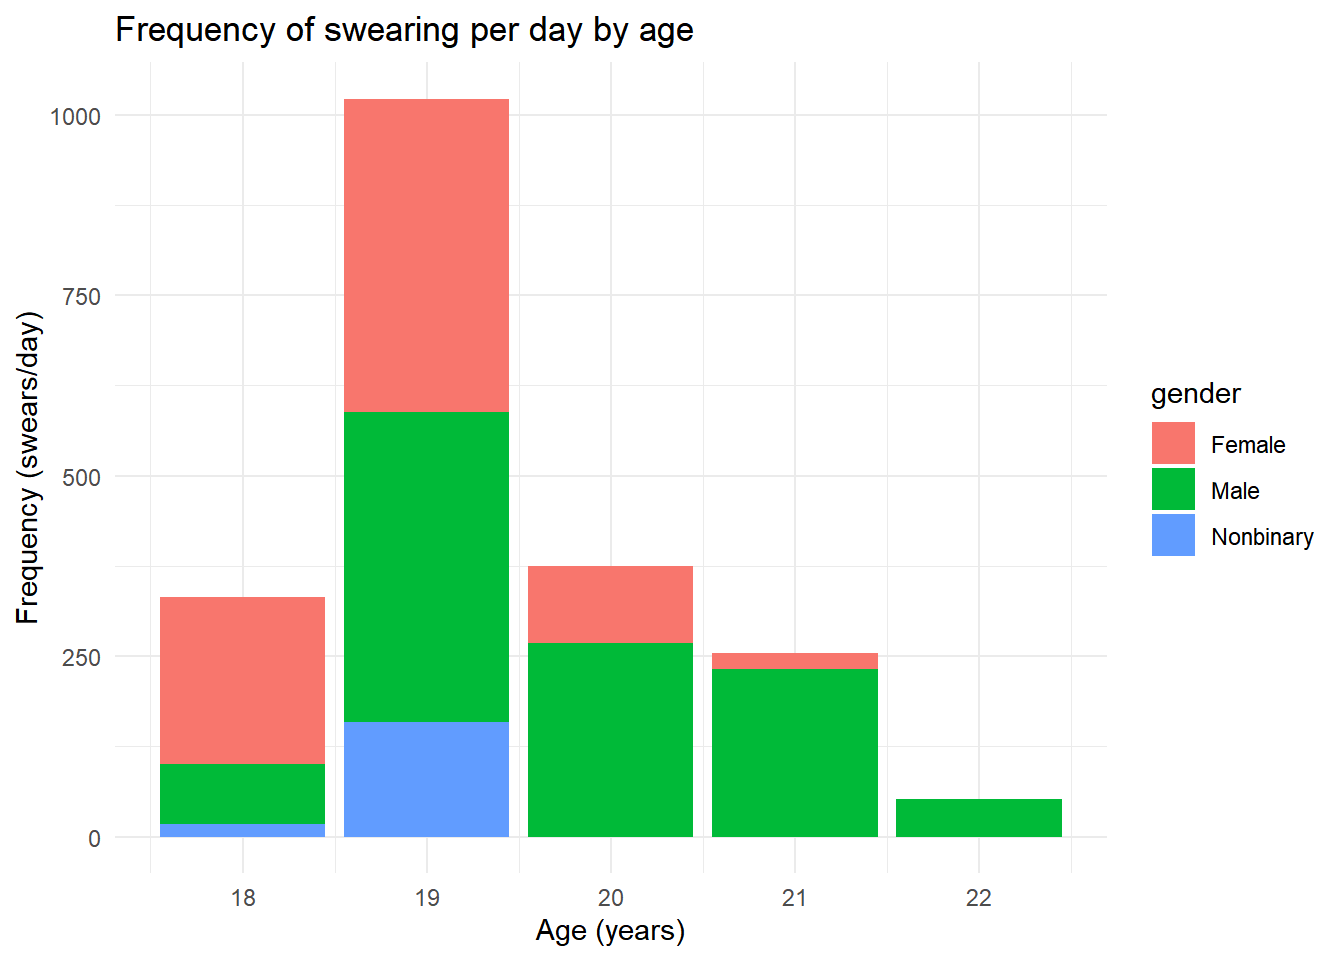 Frequency of swearing per day by age
1000
750
500
250
0
Frequency (swears/day)
18 19 20 21 22
Age (years)
gender
Female
Male
Nonbinary